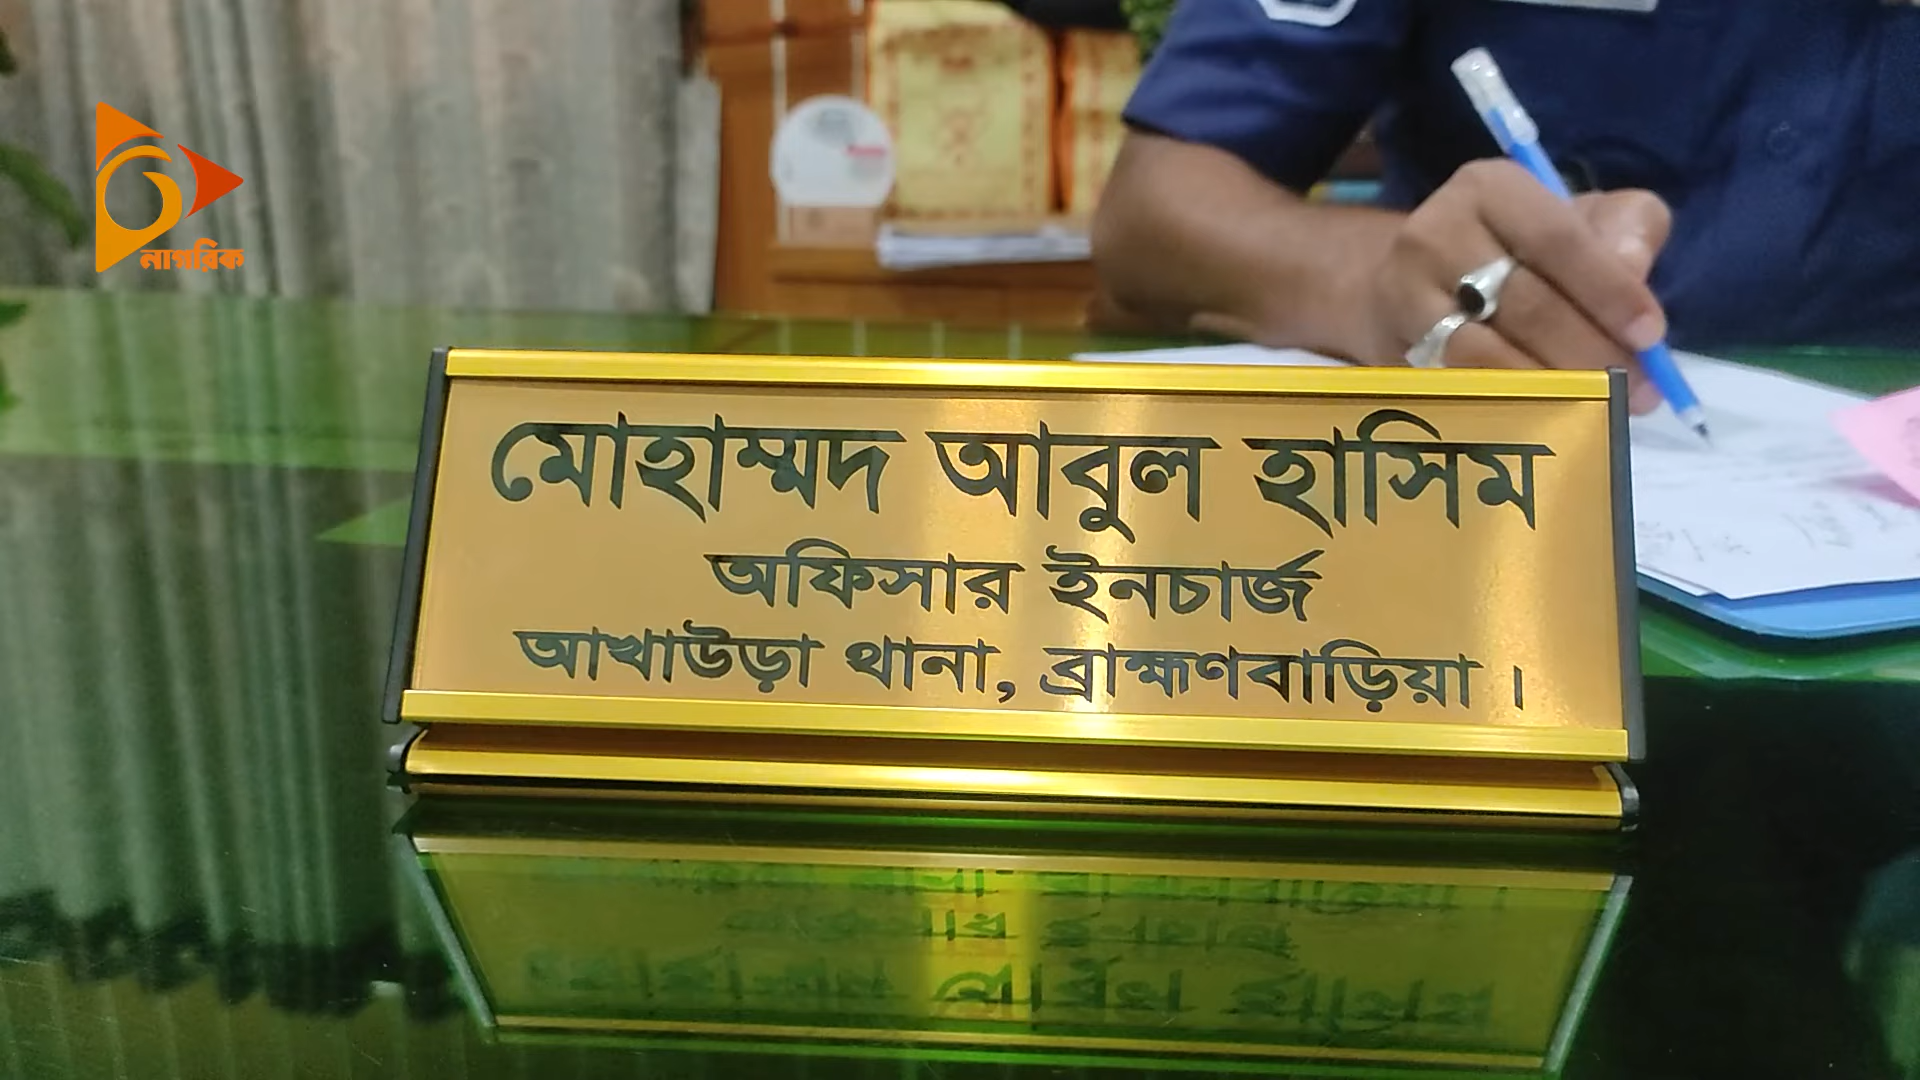 নাগরিক
মোহাম্মদ আবুল হাসিম
অফিসার ইনচার্জ
আখাউড়া থানা, ব্রাহ্মণবাড়িয়া।